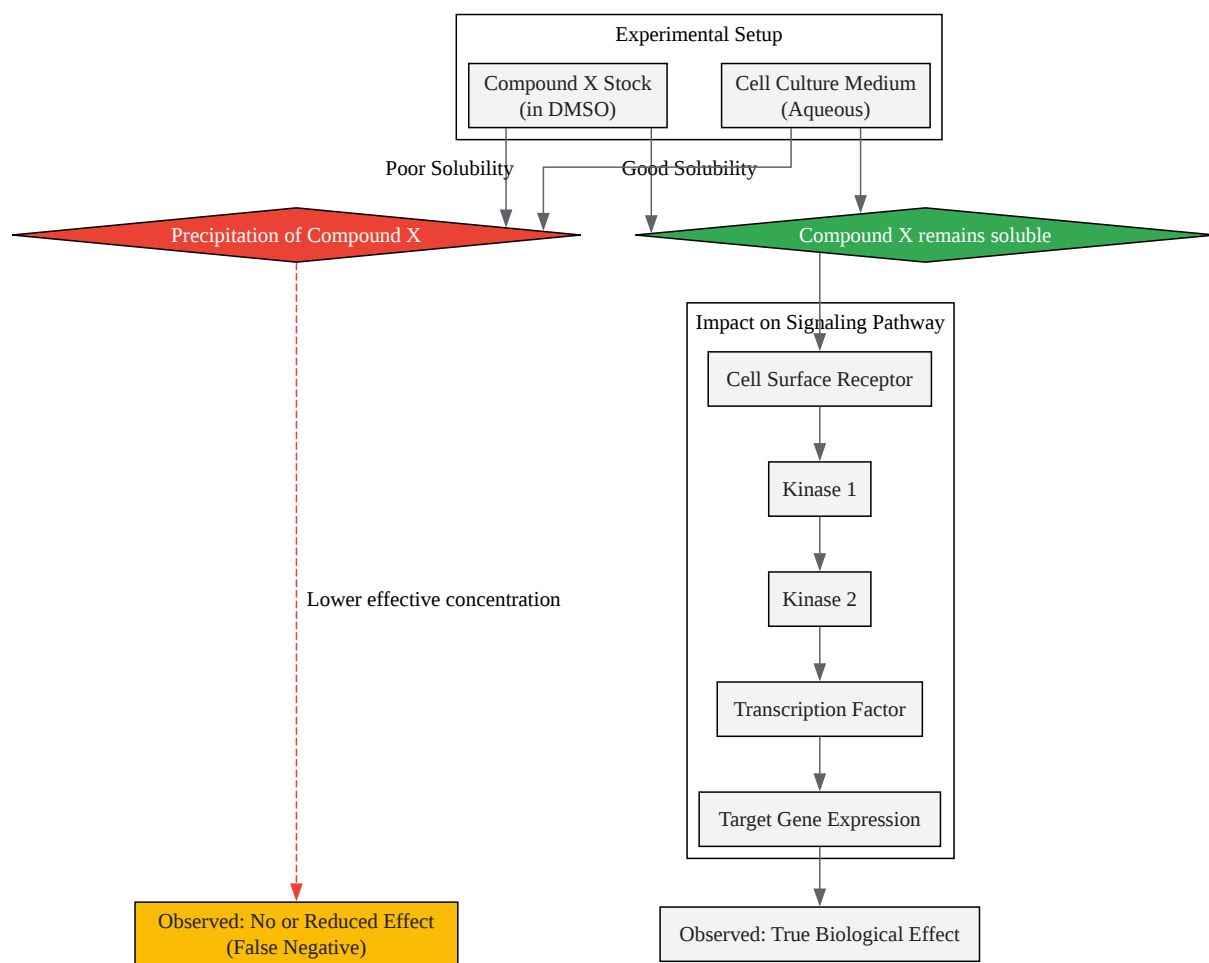 Experimental Setup
Compound X Stock
(in DMSO)
Cell Culture Medium
(Aqueous)
Poor Solubility
Good Solubility
Precipitation of Compound X
Compound X remains soluble
Impact on Signaling Pathway
Cell Surface Receptor
Kinase 1
Kinase 2
Lower effective concentration
Transcription Factor
Target Gene Expression
Observed: No or Reduced Effect
(False Negative)
Observed: True Biological Effect